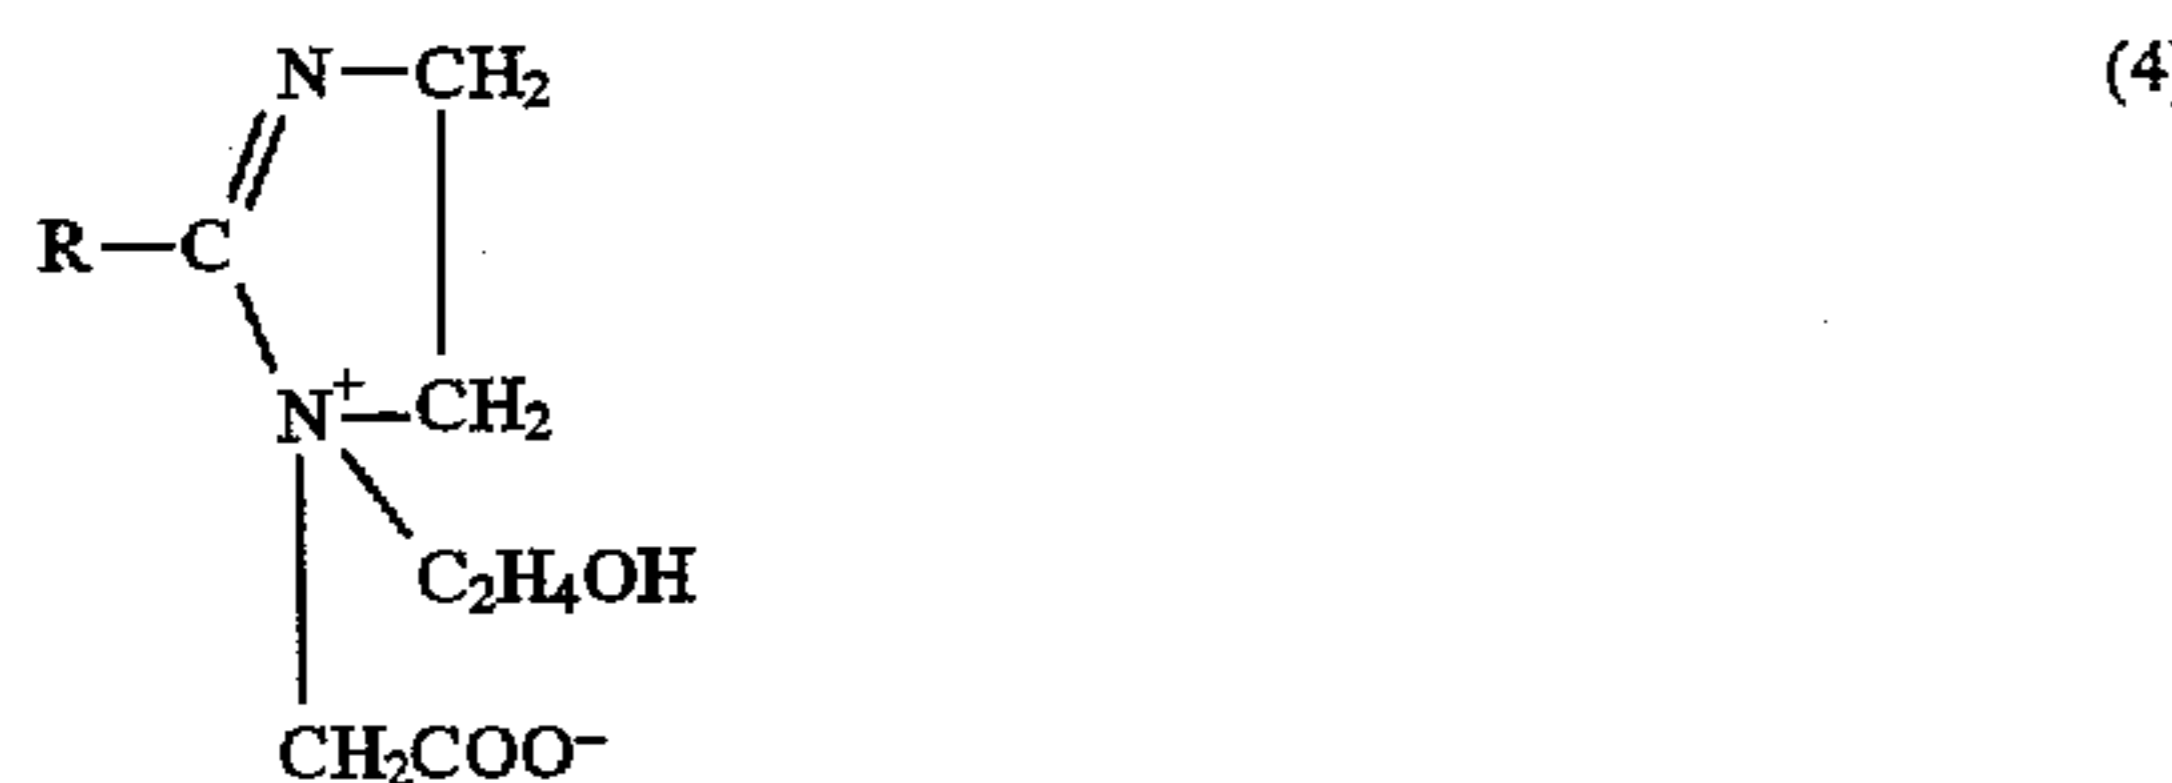 N—CH₂ (4)
R—C
N⁺—CH₂
C₂H₄OH
CH₂COO⁻